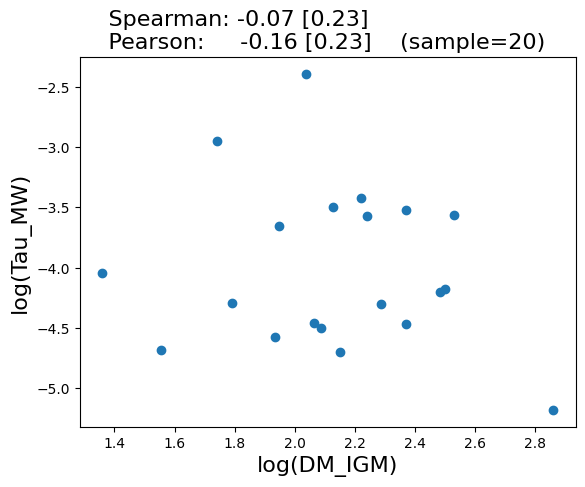 Spearman: -0.07 [0.23]
Pearson: -0.16 [0.23] (sample=20)
−2.5
−3.0
−3.5
−4.0
−4.5
−5.0
log(Tau_MW)
1.4 1.6 1.8 2.0 2.2 2.4 2.6 2.8
log(DM_IGM)